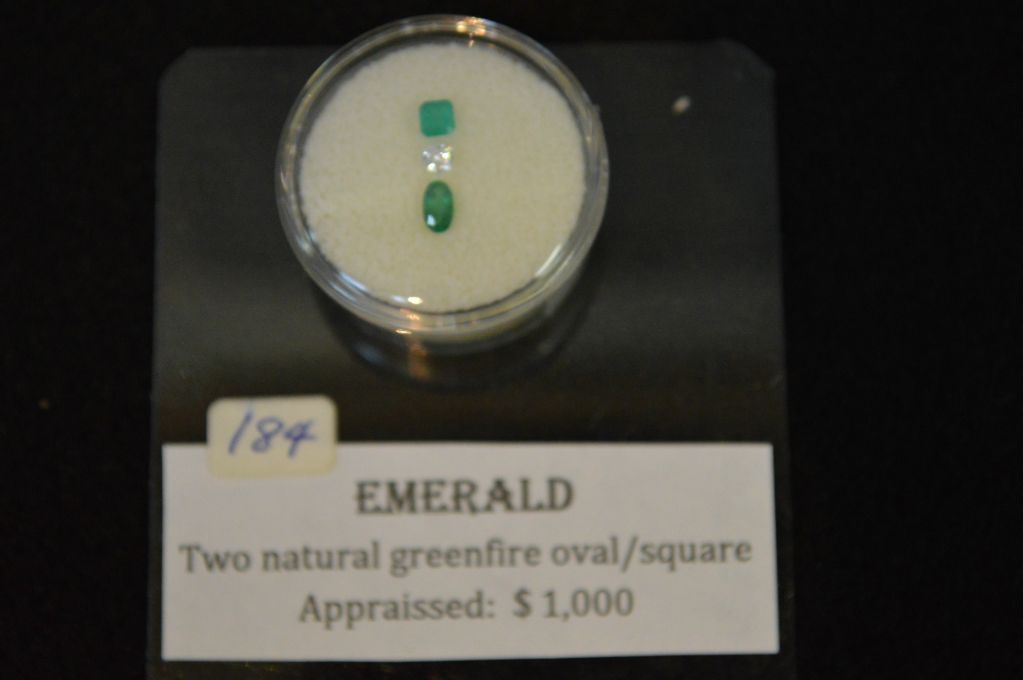 184
EMERALD
Two natural greenfire oval/square
Appraissed: $ 1,000